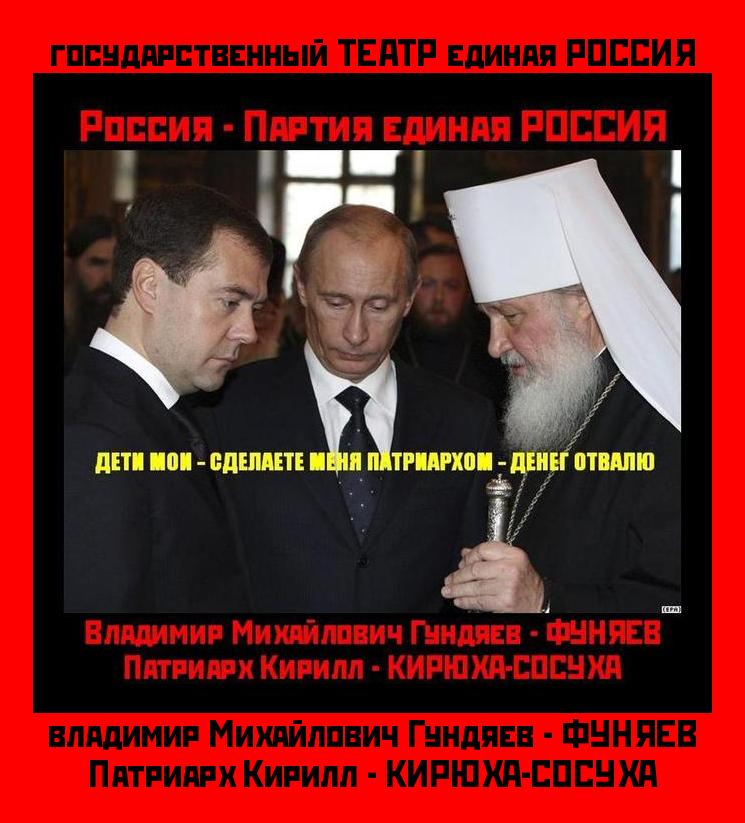 ГОСУДАРСТВЕННЫЙ ТЕАТР ЕДИНАЯ РОССИЯ
РОССИЯ - ПАРТИЯ ЕДИНАЯ РОССИЯ
ДЕТИ МОИ - СДЕЛАЕТЕ МЕНЯ ПАТРИАРХОМ - ДЕНЕГ ОТВАЛЮ
(EPA)
ВЛАДИМИР МИХАЙЛОВИЧ ГУНДЯЕВ - ФУНЯЕВ
ПАТРИАРХ КИРИЛЛ - КИРЮХА-СОСУХА
ВЛАДИМИР МИХАЙЛОВИЧ ГУНДЯЕВ - ФУНЯЕВ
ПАТРИАРХ КИРИЛЛ - КИРЮХА-СОСУХА